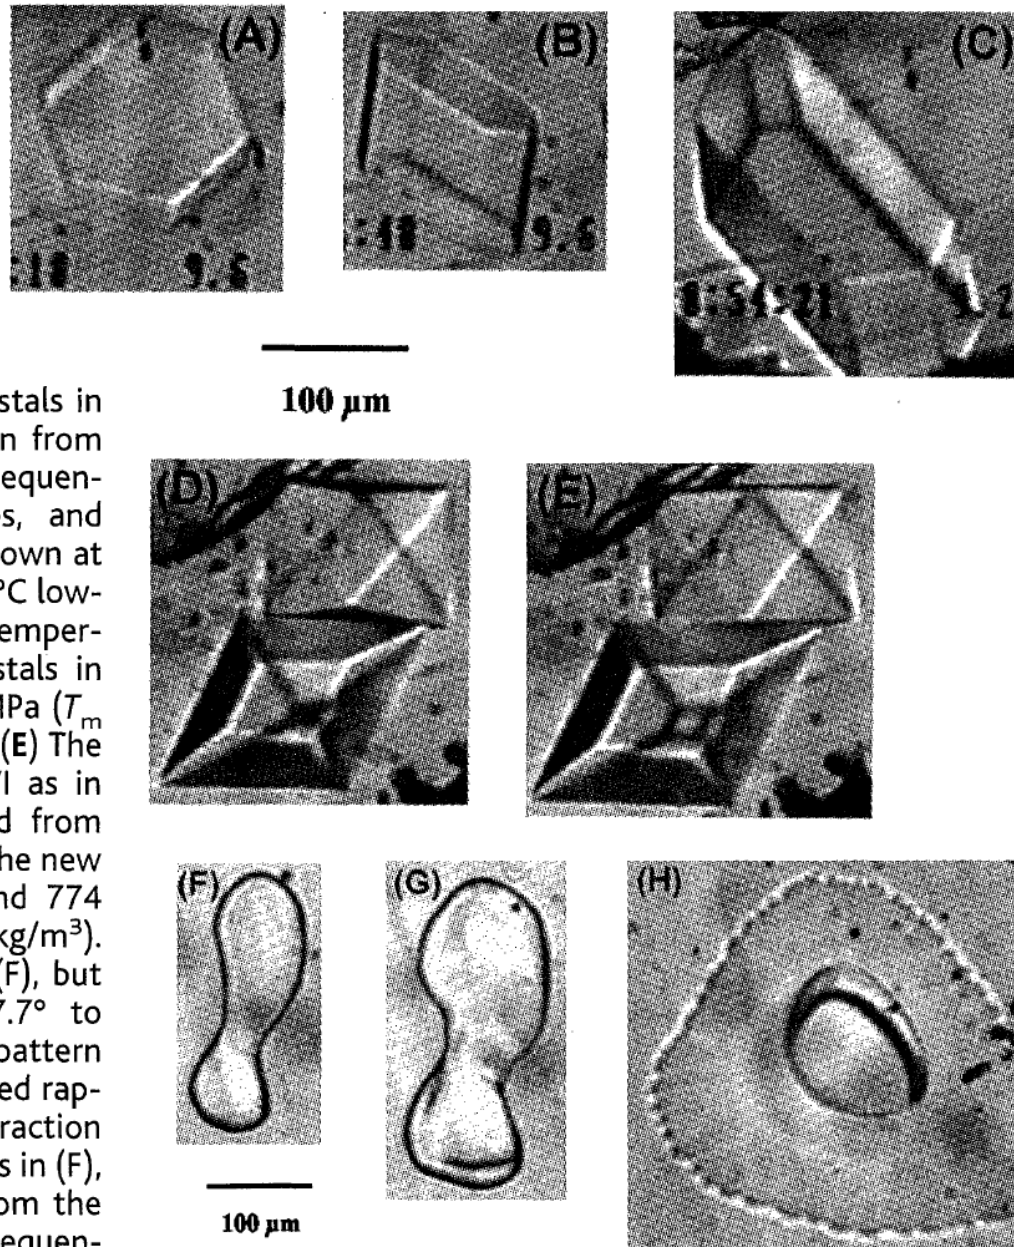 (A)
(B)
(C)
:18
9.6
:48
9.6
8:54:21
100 µm
stals in
n from
equen-
s, and
own at
°C low-
emper-
stals in
MPa (Tm
(E) The
/I as in
d from
he new
nd 774
kg/m³).
(F), but
7.7° to
pattern
ed rap-
raction
s in (F),
om the
equen-
(D)
(E)
(F)
(G)
(H)
100 µm